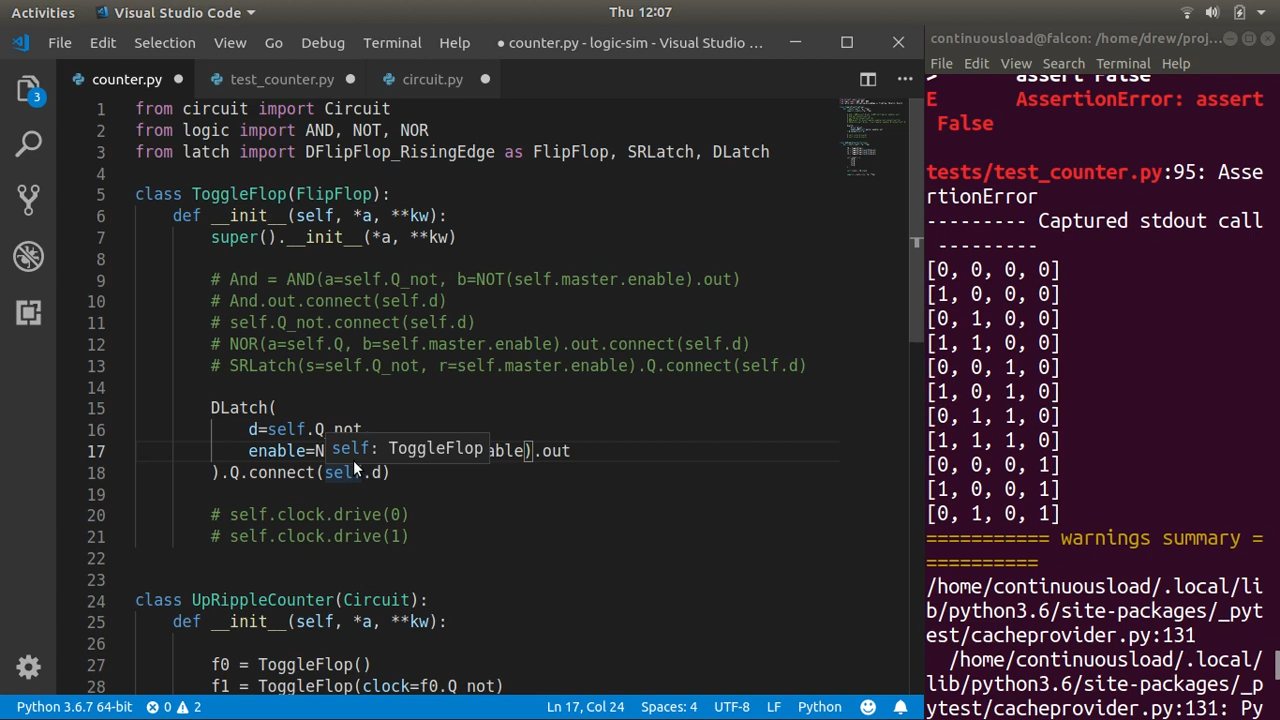 Activities
Visual Studio Code
Thu 12:07
File Edit Selection View Go Debug Terminal Help
● counter.py - logic-sim - Visual Studio ...
continuousload@falcon: /home/drew/proj...
File Edit View Search Terminal Help
3
counter.py
test_counter.py
circuit.py
1 from circuit import Circuit
2 from logic import AND, NOT, NOR
3 from latch import DFlipFlop_RisingEdge as FlipFlop, SRLatch, DLatch
4
5 class ToggleFlop(FlipFlop):
6 def __init__(self, *a, **kw):
7 super().__init__(*a, **kw)
8
9 # And = AND(a=self.Q_not, b=NOT(self.master.enable).out)
10 # And.out.connect(self.d)
11 # self.Q_not.connect(self.d)
12 # NOR(a=self.Q, b=self.master.enable).out.connect(self.d)
13 # SRLatch(s=self.Q_not, r=self.master.enable).Q.connect(self.d)
14
15 DLatch(
16 d=self.Q_not,
17 enable=N able).out
self: ToggleFlop
18 ).Q.connect(self.d)
19
20 # self.clock.drive(0)
21 # self.clock.drive(1)
22
23
24 class UpRippleCounter(Circuit):
25 def __init__(self, *a, **kw):
26
27 f0 = ToggleFlop()
28 f1 = ToggleFlop(clock=f0.Q_not)
> assert False
E AssertionError: assert
False
tests/test_counter.py:95: Asse
rtionError
--------- Captured stdout call
---------
[0, 0, 0, 0]
[1, 0, 0, 0]
[0, 1, 0, 0]
[1, 1, 0, 0]
[0, 0, 1, 0]
[1, 0, 1, 0]
[0, 1, 1, 0]
[1, 1, 1, 0]
[0, 0, 0, 1]
[1, 0, 0, 1]
[0, 1, 0, 1]
=========== warnings summary =
==========
/home/continuousload/.local/li
b/python3.6/site-packages/_pyt
est/cacheprovider.py:131
/home/continuousload/.local/
lib/python3.6/site-packages/_p
ytest/cacheprovider.py:131: Py
Python 3.6.7 64-bit
0
2
Ln 17, Col 24
Spaces: 4
UTF-8
LF
Python